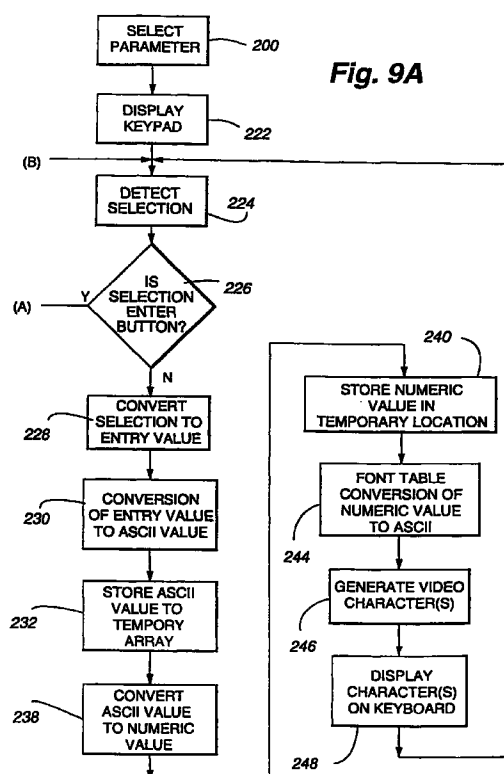 SELECT
PARAMETER
200
Fig. 9A
DISPLAY
KEYPAD
222
(B)
DETECT
SELECTION
224
IS
SELECTION
ENTER
BUTTON?
226
Y
(A)
N
CONVERT
SELECTION TO
ENTRY VALUE
228
CONVERSION
OF ENTRY VALUE
TO ASCII VALUE
230
STORE ASCII
VALUE TO
TEMPORY
ARRAY
232
CONVERT
ASCII VALUE
TO NUMERIC
VALUE
238
240
STORE NUMERIC
VALUE IN
TEMPORARY LOCATION
FONT TABLE
CONVERSION OF
NUMERIC VALUE
TO ASCII
244
GENERATE VIDEO
CHARACTER(S)
246
DISPLAY
CHARACTER(S)
ON KEYBOARD
248